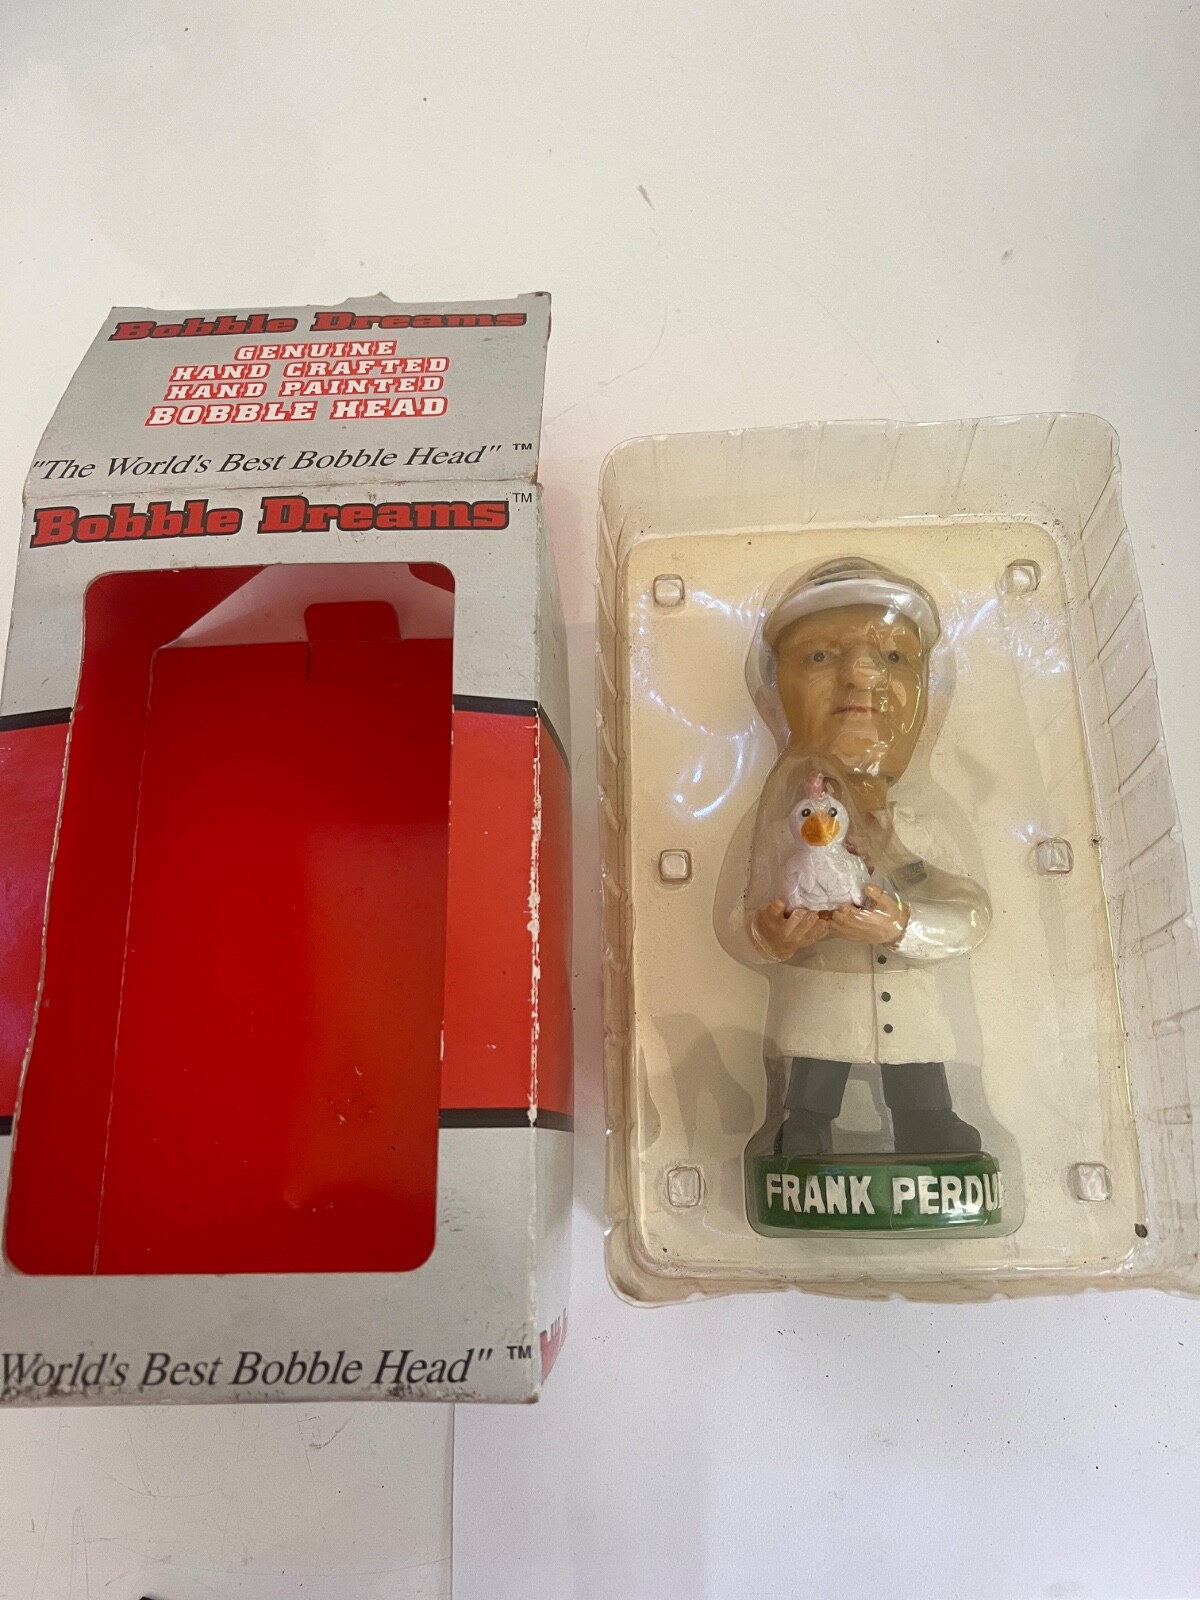 Bobble Dreams
GENUINE
HAND CRAFTED
HAND PAINTED
BOBBLE HEAD
"The World's Best Bobble Head" ™
Bobble Dreams™
World's Best Bobble Head" ™
FRANK PERDU